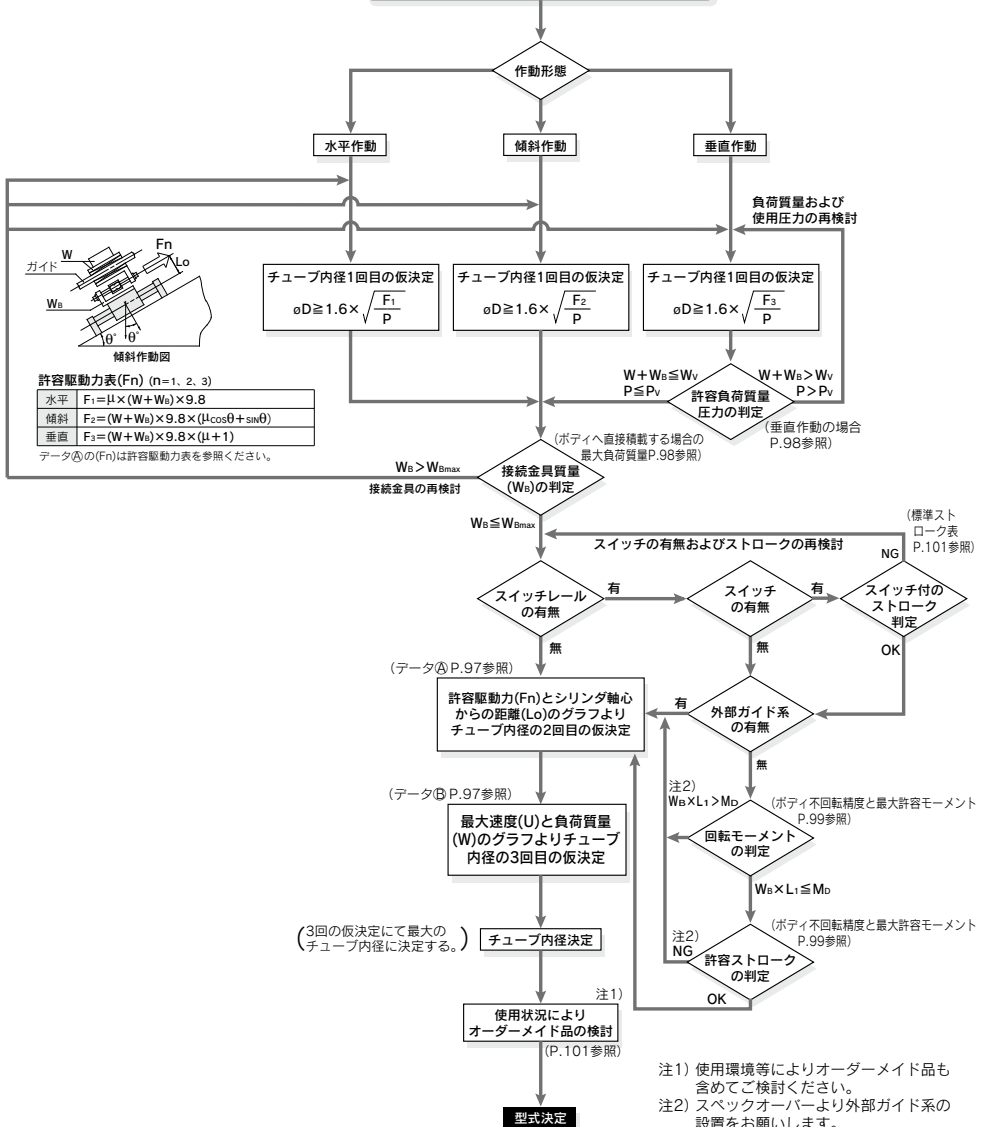 作動形態
水平作動
傾斜作動
垂直作動
負荷質量および
使用圧力の再検討
W
Fn
ガイド
Lo
WB
θ°
θ°
傾斜作動図
チューブ内径1回目の仮決定
øD≧1.6×√F1/P
チューブ内径1回目の仮決定
øD≧1.6×√F2/P
チューブ内径1回目の仮決定
øD≧1.6×√F3/P
許容駆動力表(Fn) (n=1、2、3)
水平 F1=μ×(W+WB)×9.8
傾斜 F2=(W+WB)×9.8×(μcosθ+sinθ)
垂直 F3=(W+WB)×9.8×(μ+1)
データⒶの(Fn)は許容駆動力表を参照ください。
W+WB≦WV
P≦PV
W+WB>WV
P>PV
許容負荷質量
圧力の判定
(垂直作動の場合
P.98参照)
(ボディへ直接積載する場合の
最大負荷質量P.98参照)
WB>WBmax
接続金具の再検討
接続金具質量
(WB)の判定
WB≦WBmax
スイッチの有無およびストロークの再検討
NG
(標準スト
ローク表
P.101参照)
スイッチレール
の有無
有
スイッチ
の有無
有
スイッチ付の
ストローク
判定
無
無
OK
(データⒶP.97参照)
許容駆動力(Fn)とシリンダ軸心
からの距離(Lo)のグラフより
チューブ内径の2回目の仮決定
有
外部ガイド系
の有無
無
(データⒷP.97参照)
最大速度(U)と負荷質量
(W)のグラフよりチューブ
内径の3回目の仮決定
注2)
WB×L1>MD
(ボディ不回転精度と最大許容モーメント
P.99参照)
回転モーメント
の判定
WB×L1≦MD
(3回の仮決定にて最大の
チューブ内径に決定する。)
チューブ内径決定
(ボディ不回転精度と最大許容モーメント
P.99参照)
注2)
NG
許容ストローク
の判定
OK
注1)
使用状況により
オーダーメイド品の検討
(P.101参照)
型式決定
注1) 使用環境等によりオーダーメイド品も
含めてご検討ください。
注2) スペックオーバーより外部ガイド系の
設置をお願いします。